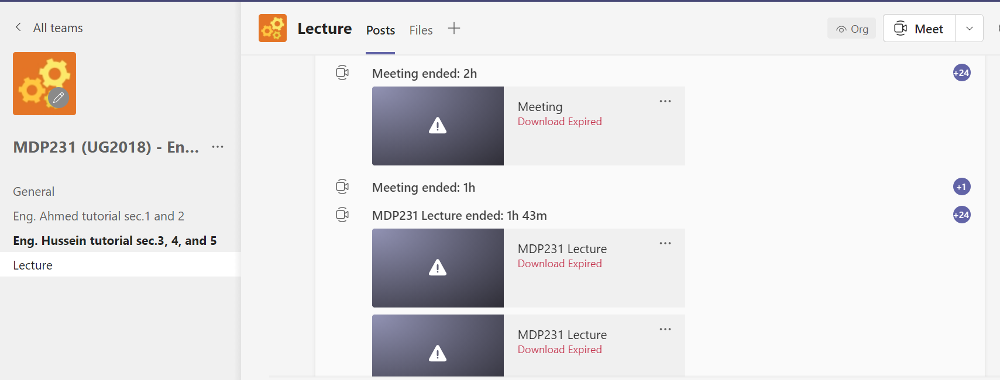 All teams
MDP231 (UG2018) - En...
General
Eng. Ahmed tutorial sec.1 and 2
Eng. Hussein tutorial sec.3, 4, and 5
Lecture
Lecture Posts Files
Org Meet
Meeting ended: 2h +24
Meeting
Download Expired
Meeting ended: 1h +1
MDP231 Lecture ended: 1h 43m +24
MDP231 Lecture
Download Expired
MDP231 Lecture
Download Expired